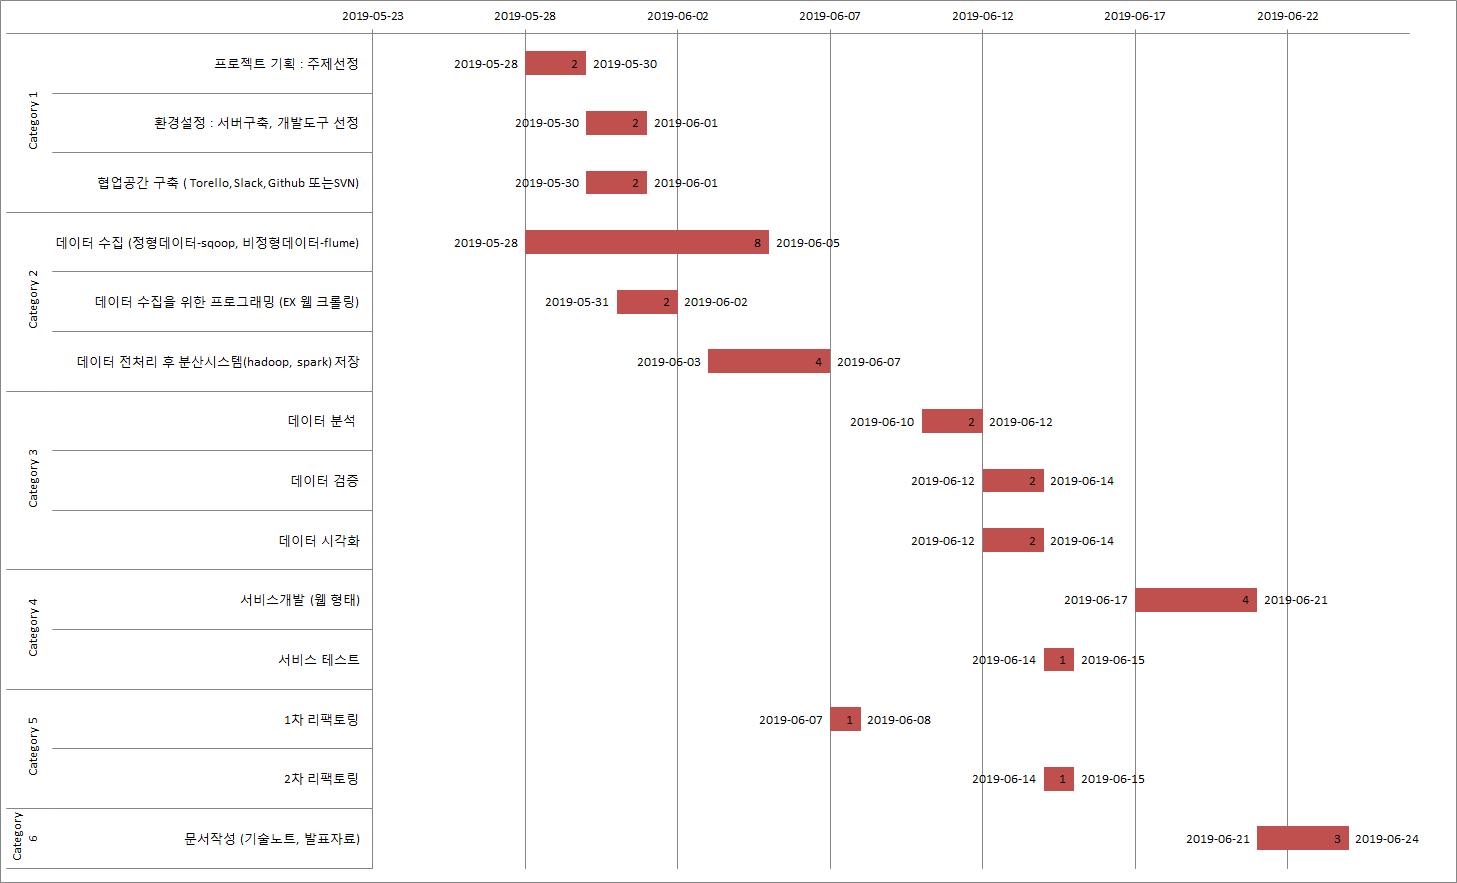 2019-05-23 2019-05-28 2019-06-02 2019-06-07 2019-06-12 2019-06-17 2019-06-22
Category 1
프로젝트 기획 : 주제선정 2019-05-28 2 2019-05-30
환경설정 : 서버구축, 개발도구 선정 2019-05-30 2 2019-06-01
협업공간 구축 ( Torello, Slack, Github 또는SVN) 2019-05-30 2 2019-06-01
Category 2
데이터 수집 (정형데이터-sqoop, 비정형데이터-flume) 2019-05-28 8 2019-06-05
데이터 수집을 위한 프로그래밍 (EX 웹 크롤링) 2019-05-31 2 2019-06-02
데이터 전처리 후 분산시스템(hadoop, spark) 저장 2019-06-03 4 2019-06-07
Category 3
데이터 분석 2019-06-10 2 2019-06-12
데이터 검증 2019-06-12 2 2019-06-14
데이터 시각화 2019-06-12 2 2019-06-14
Category 4
서비스개발 (웹 형태) 2019-06-17 4 2019-06-21
서비스 테스트 2019-06-14 1 2019-06-15
Category 5
1차 리팩토링 2019-06-07 1 2019-06-08
2차 리팩토링 2019-06-14 1 2019-06-15
Category
6
문서작성 (기술노트, 발표자료) 2019-06-21 3 2019-06-24